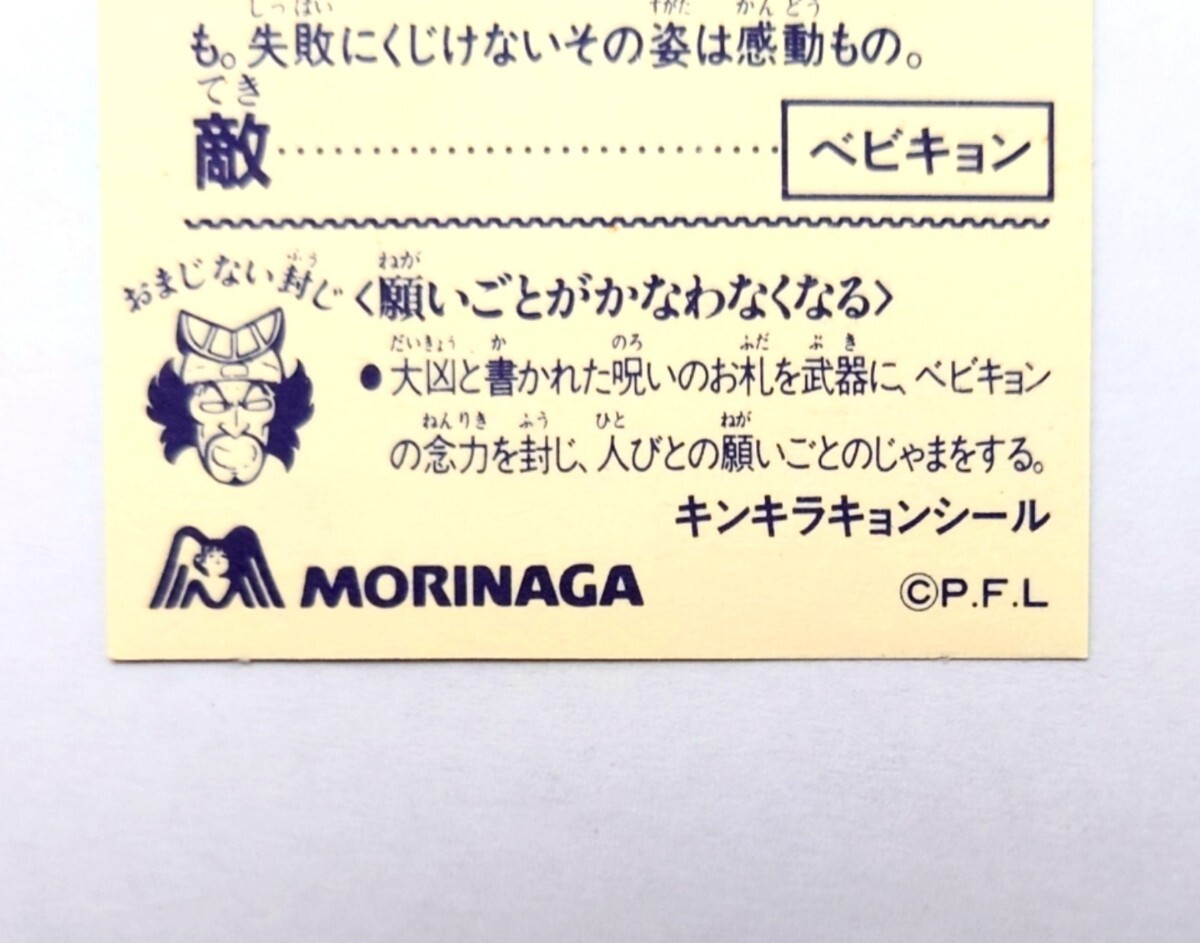 も。失敗にくじけないその姿は感動もの。
敵……………………………ベビキョン
おまじない封じ
〈願いごとがかなわなくなる〉
●大凶と書かれた呪いのお札を武器に、ベビキョン
の念力を封じ、人びとの願いごとのじゃまをする。
キンキラキョンシール
MORINAGA
©P.F.L